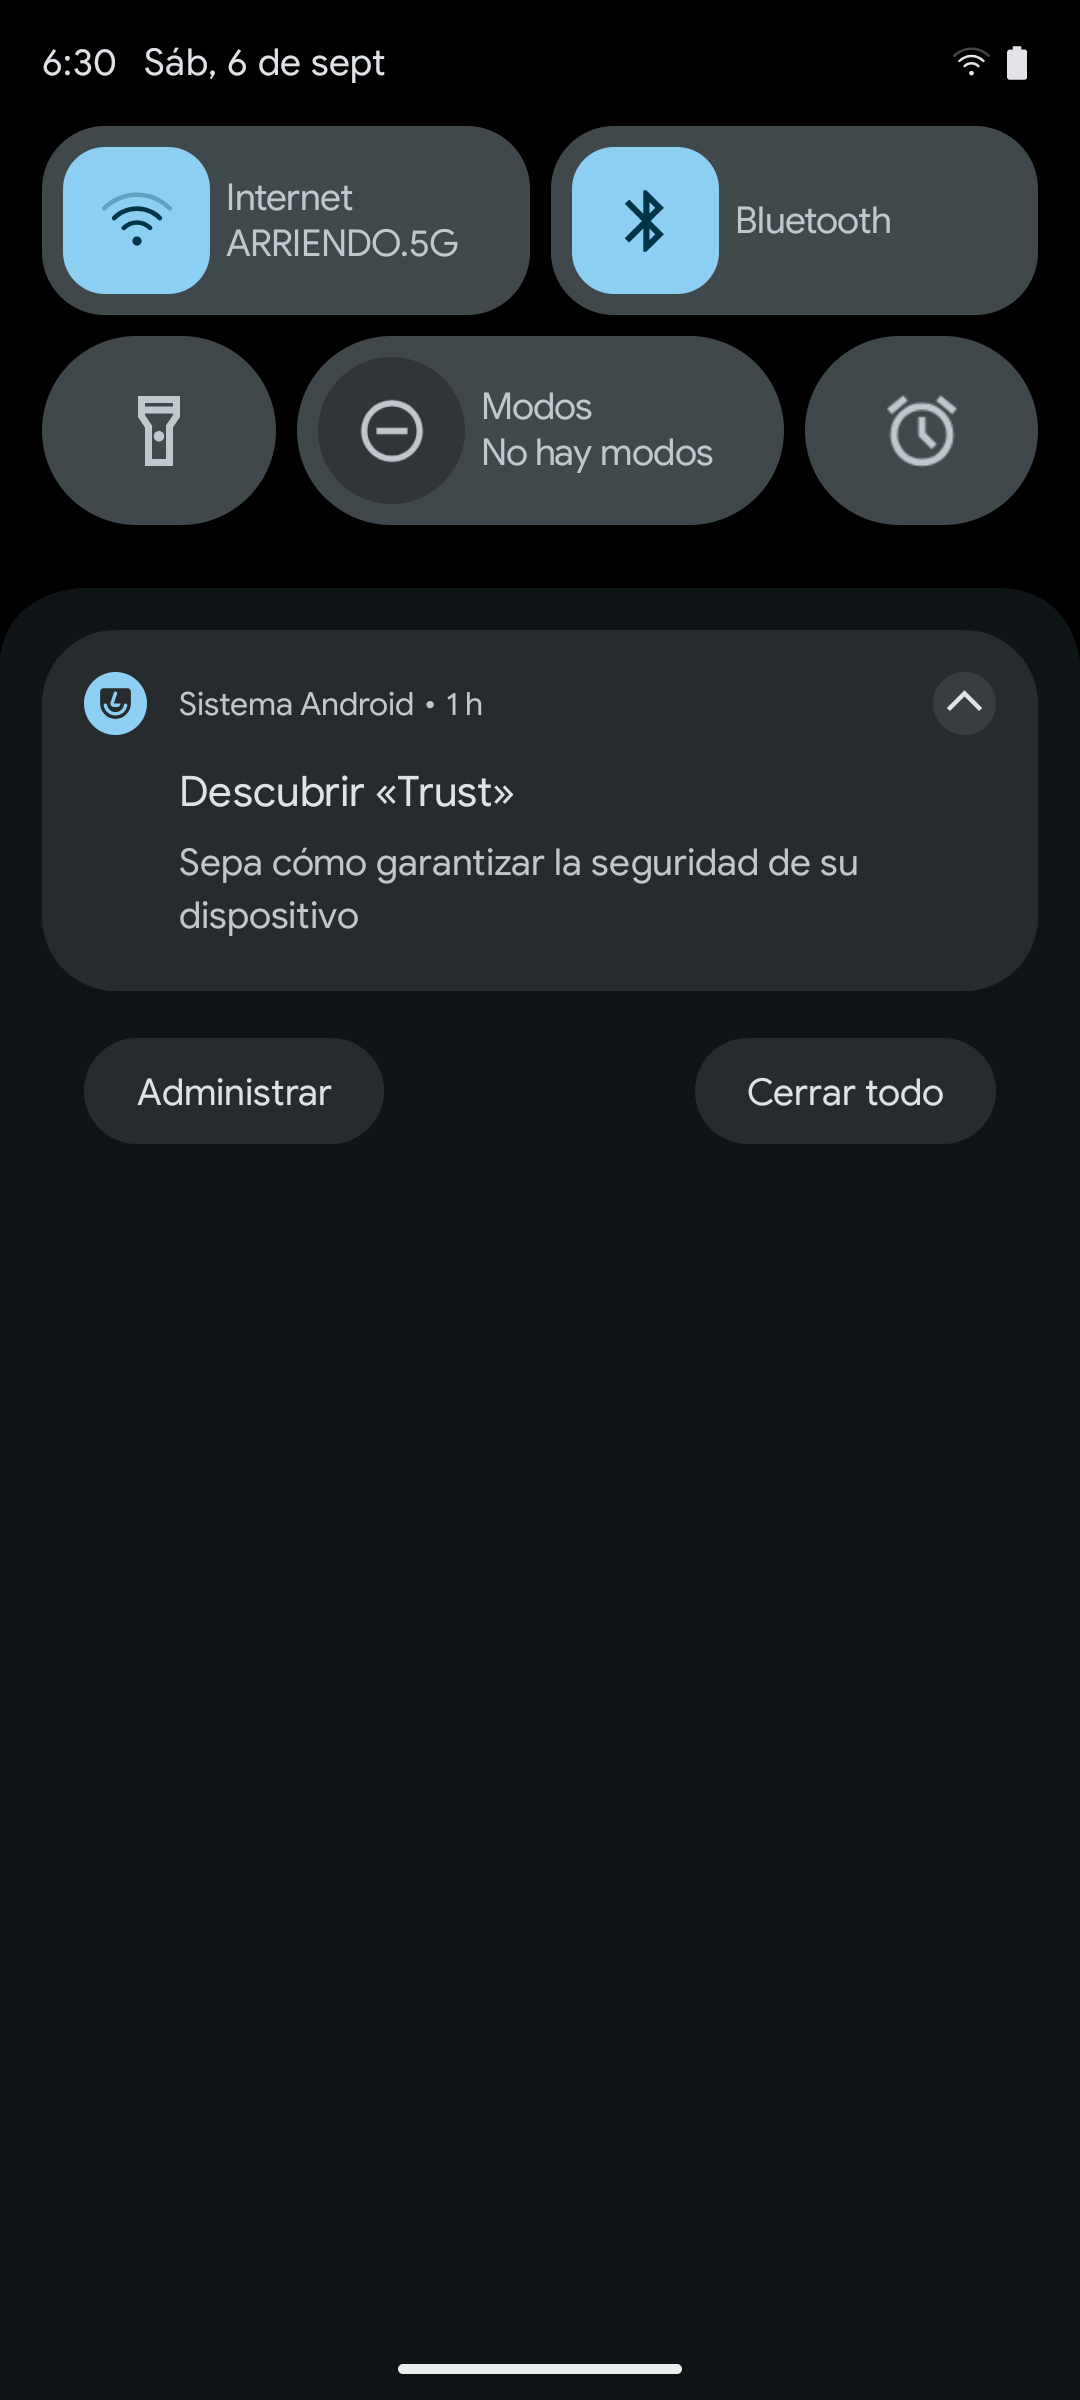 6:30 Sáb, 6 de sept
Internet
ARRIENDO.5G
Bluetooth
Modos
No hay modos
Sistema Android • 1 h
Descubrir «Trust»
Sepa cómo garantizar la seguridad de su
dispositivo
Administrar
Cerrar todo